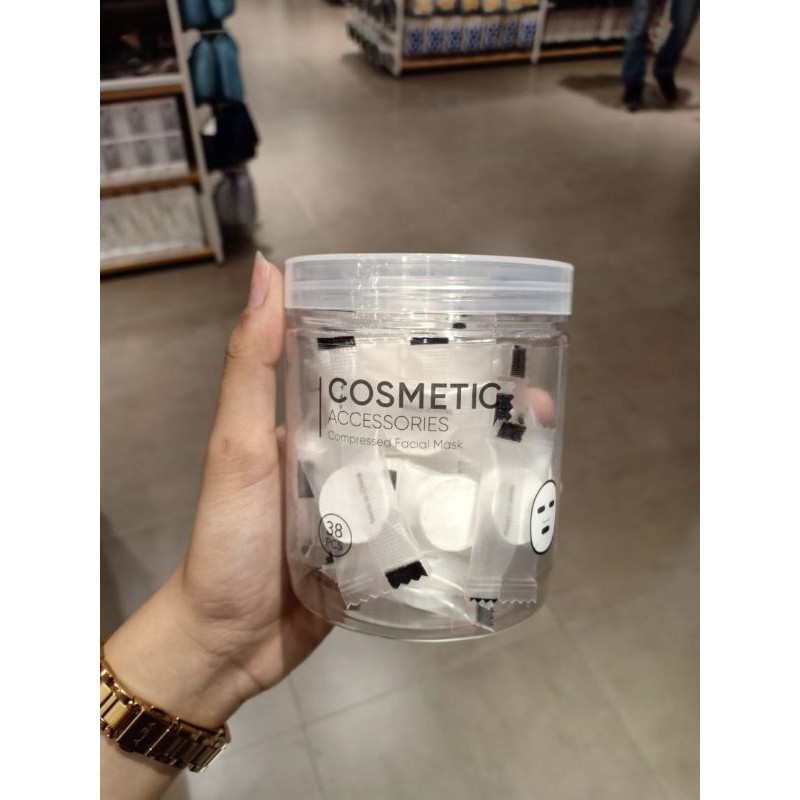 COSMETIC
ACCESSORIES
Compressed Facial Mask
38
PCS